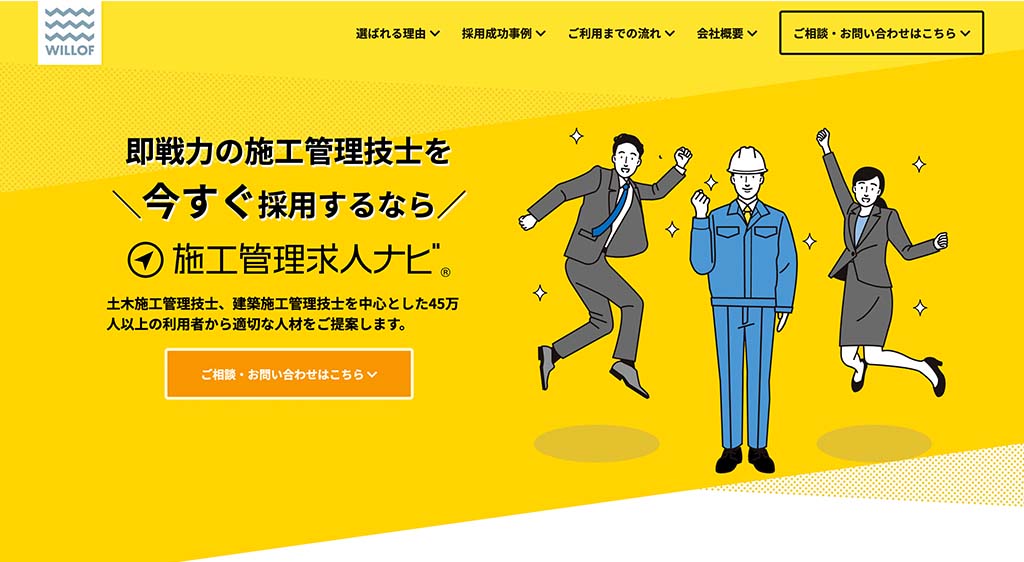 WILLOF
選ばれる理由
採用成功事例
ご利用までの流れ
会社概要
ご相談・お問い合わせはこちら
即戦力の施工管理技士を
＼今すぐ採用するなら／
施工管理求人ナビ"®
土木施工管理技士、建築施工管理技士を中心とした45万
人以上の利用者から適切な人材をご提案します。
ご相談・お問い合わせはこちら